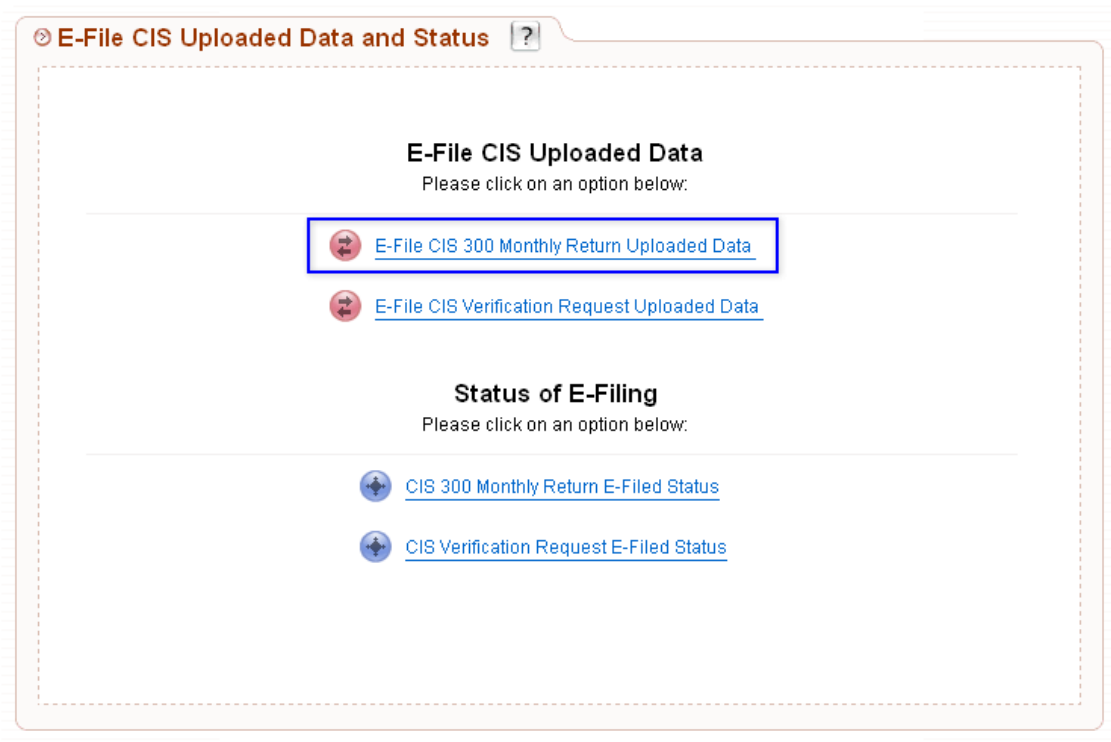 E-File CIS Uploaded Data and Status ?
E-File CIS Uploaded Data
Please click on an option below:
E-File CIS 300 Monthly Return Uploaded Data
E-File CIS Verification Request Uploaded Data
Status of E-Filing
Please click on an option below:
CIS 300 Monthly Return E-Filed Status
CIS Verification Request E-Filed Status